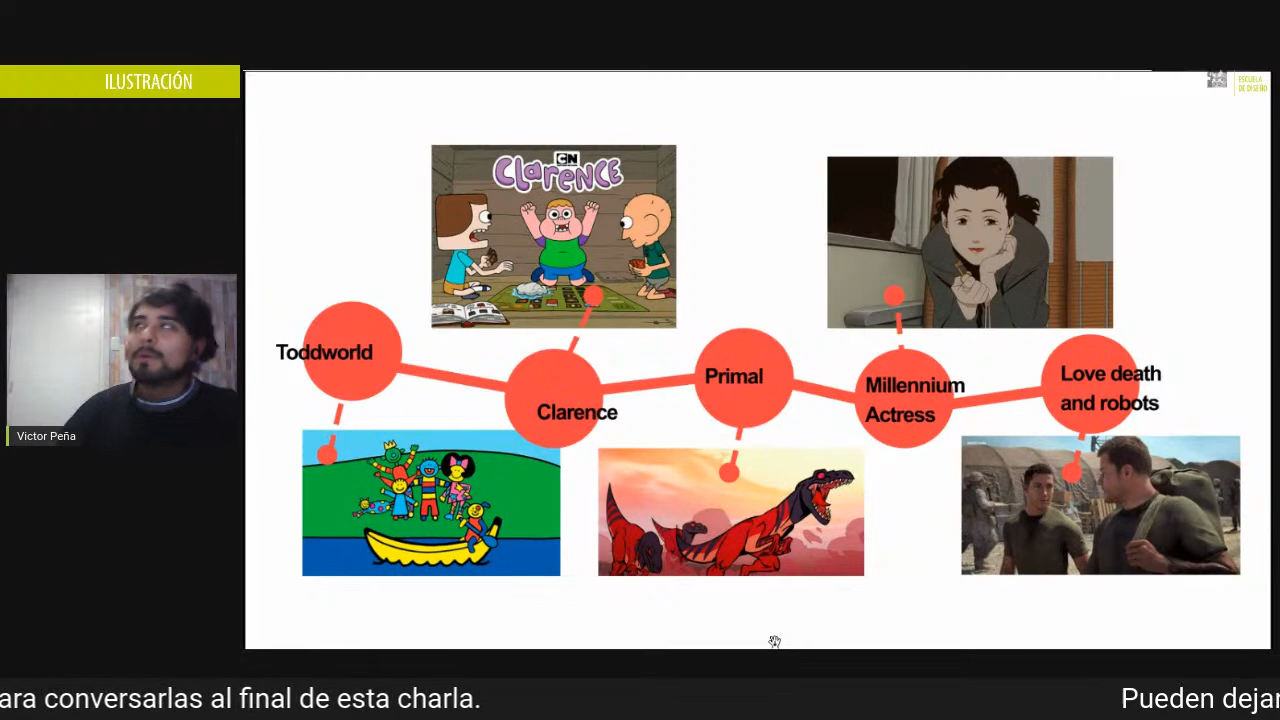 ILUSTRACIÓN
ESCUELA
DE DISEÑO
CN
CLARENCE
Toddworld
Clarence
Primal
Millennium
Actress
Love death
and robots
Victor Peña
ara conversarlas al final de esta charla.
Pueden dejar